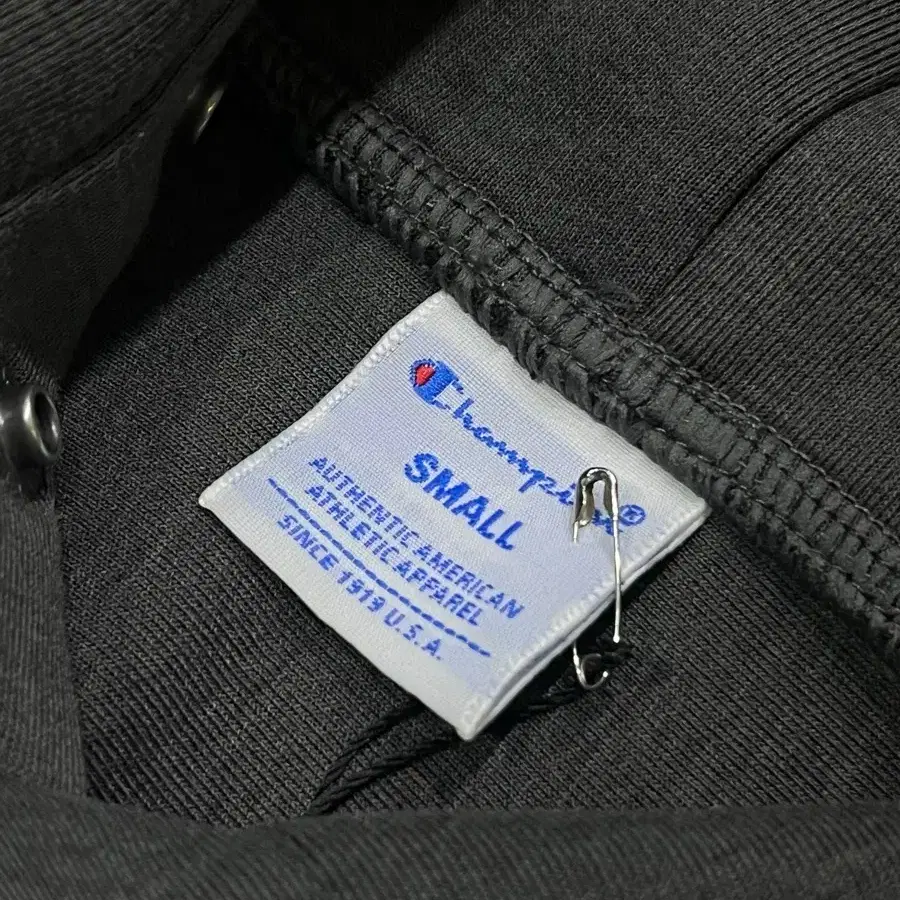 Champion®
SMALL
AUTHENTIC AMERICAN
ATHLETIC APPAREL
SINCE 1919 U.S.A.